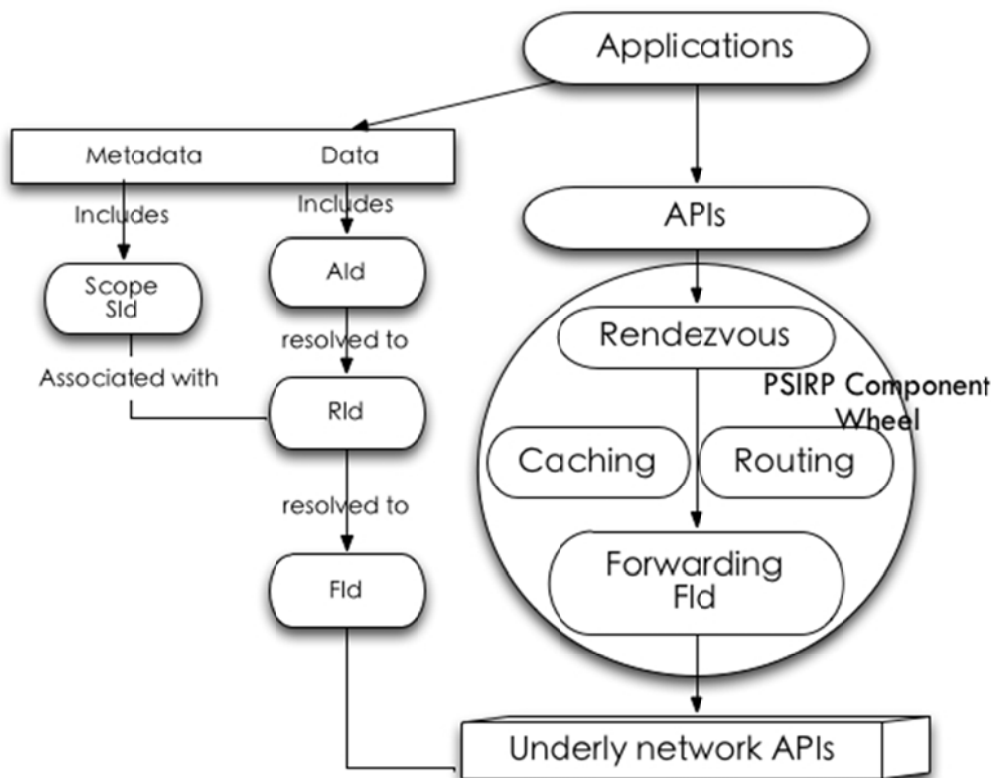 Applications
Metadata
Data
Includes
Includes
APIs
Scope
SId
AId
resolved to
Rendezvous
Associated with
RId
PSIRP Component
Wheel
Caching
Routing
resolved to
Forwarding
FId
FId
Underly network APIs